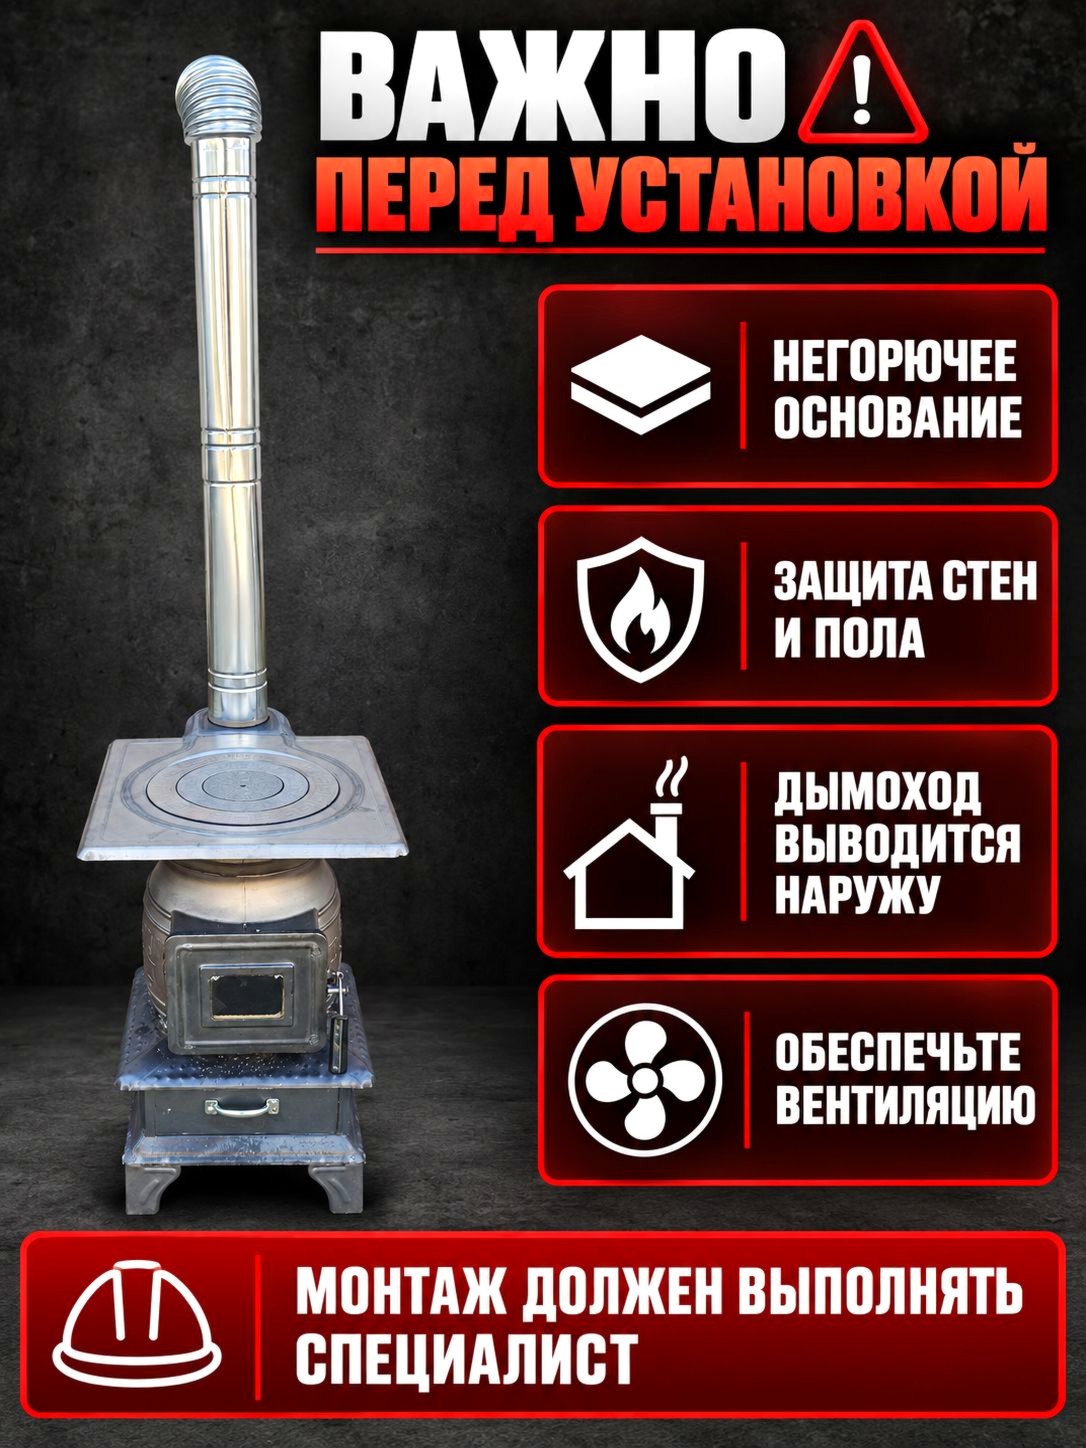 ВАЖНО
ПЕРЕД УСТАНОВКОЙ
НЕГОРЮЧЕЕ
ОСНОВАНИЕ
ЗАЩИТА СТЕН
И ПОЛА
ДЫМОХОД
ВЫВОДИТСЯ
НАРУЖУ
ОБЕСПЕЧЬТЕ
ВЕНТИЛЯЦИЮ
МОНТАЖ ДОЛЖЕН ВЫПОЛНЯТЬ
СПЕЦИАЛИСТ